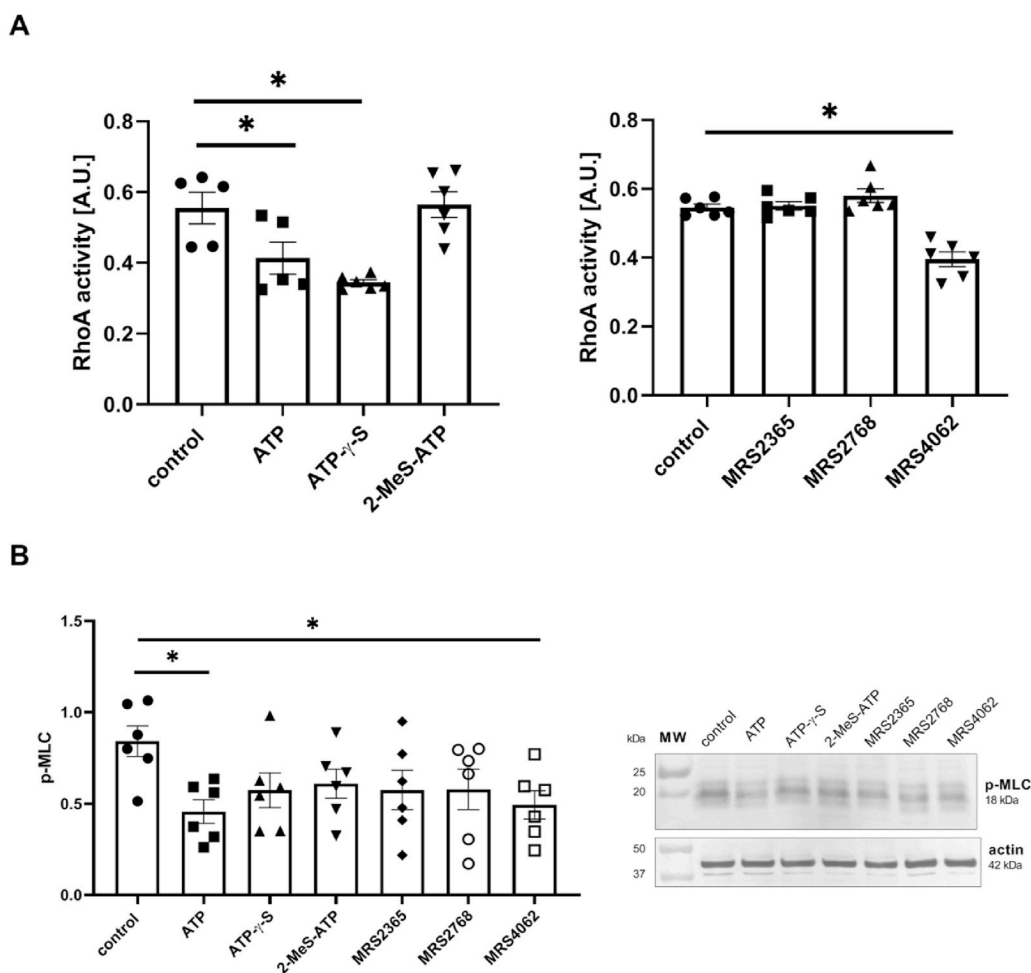 A
*
*
RhoA activity [A.U.]
0.8
0.6
0.4
0.2
0.0
control
ATP
ATP-γ-S
2-MeS-ATP
*
RhoA activity [A.U.]
0.8
0.6
0.4
0.2
0.0
control
MRS2365
MRS2768
MRS4062
B
*
*
p-MLC
1.5
1.0
0.5
0.0
control
ATP
ATP-γ-S
2-MeS-ATP
MRS2365
MRS2768
MRS4062
kDa MW control ATP ATP-γ-S 2-MeS-ATP MRS2365 MRS2768 MRS4062
25
20
p-MLC
18 kDa
50
37
actin
42 kDa